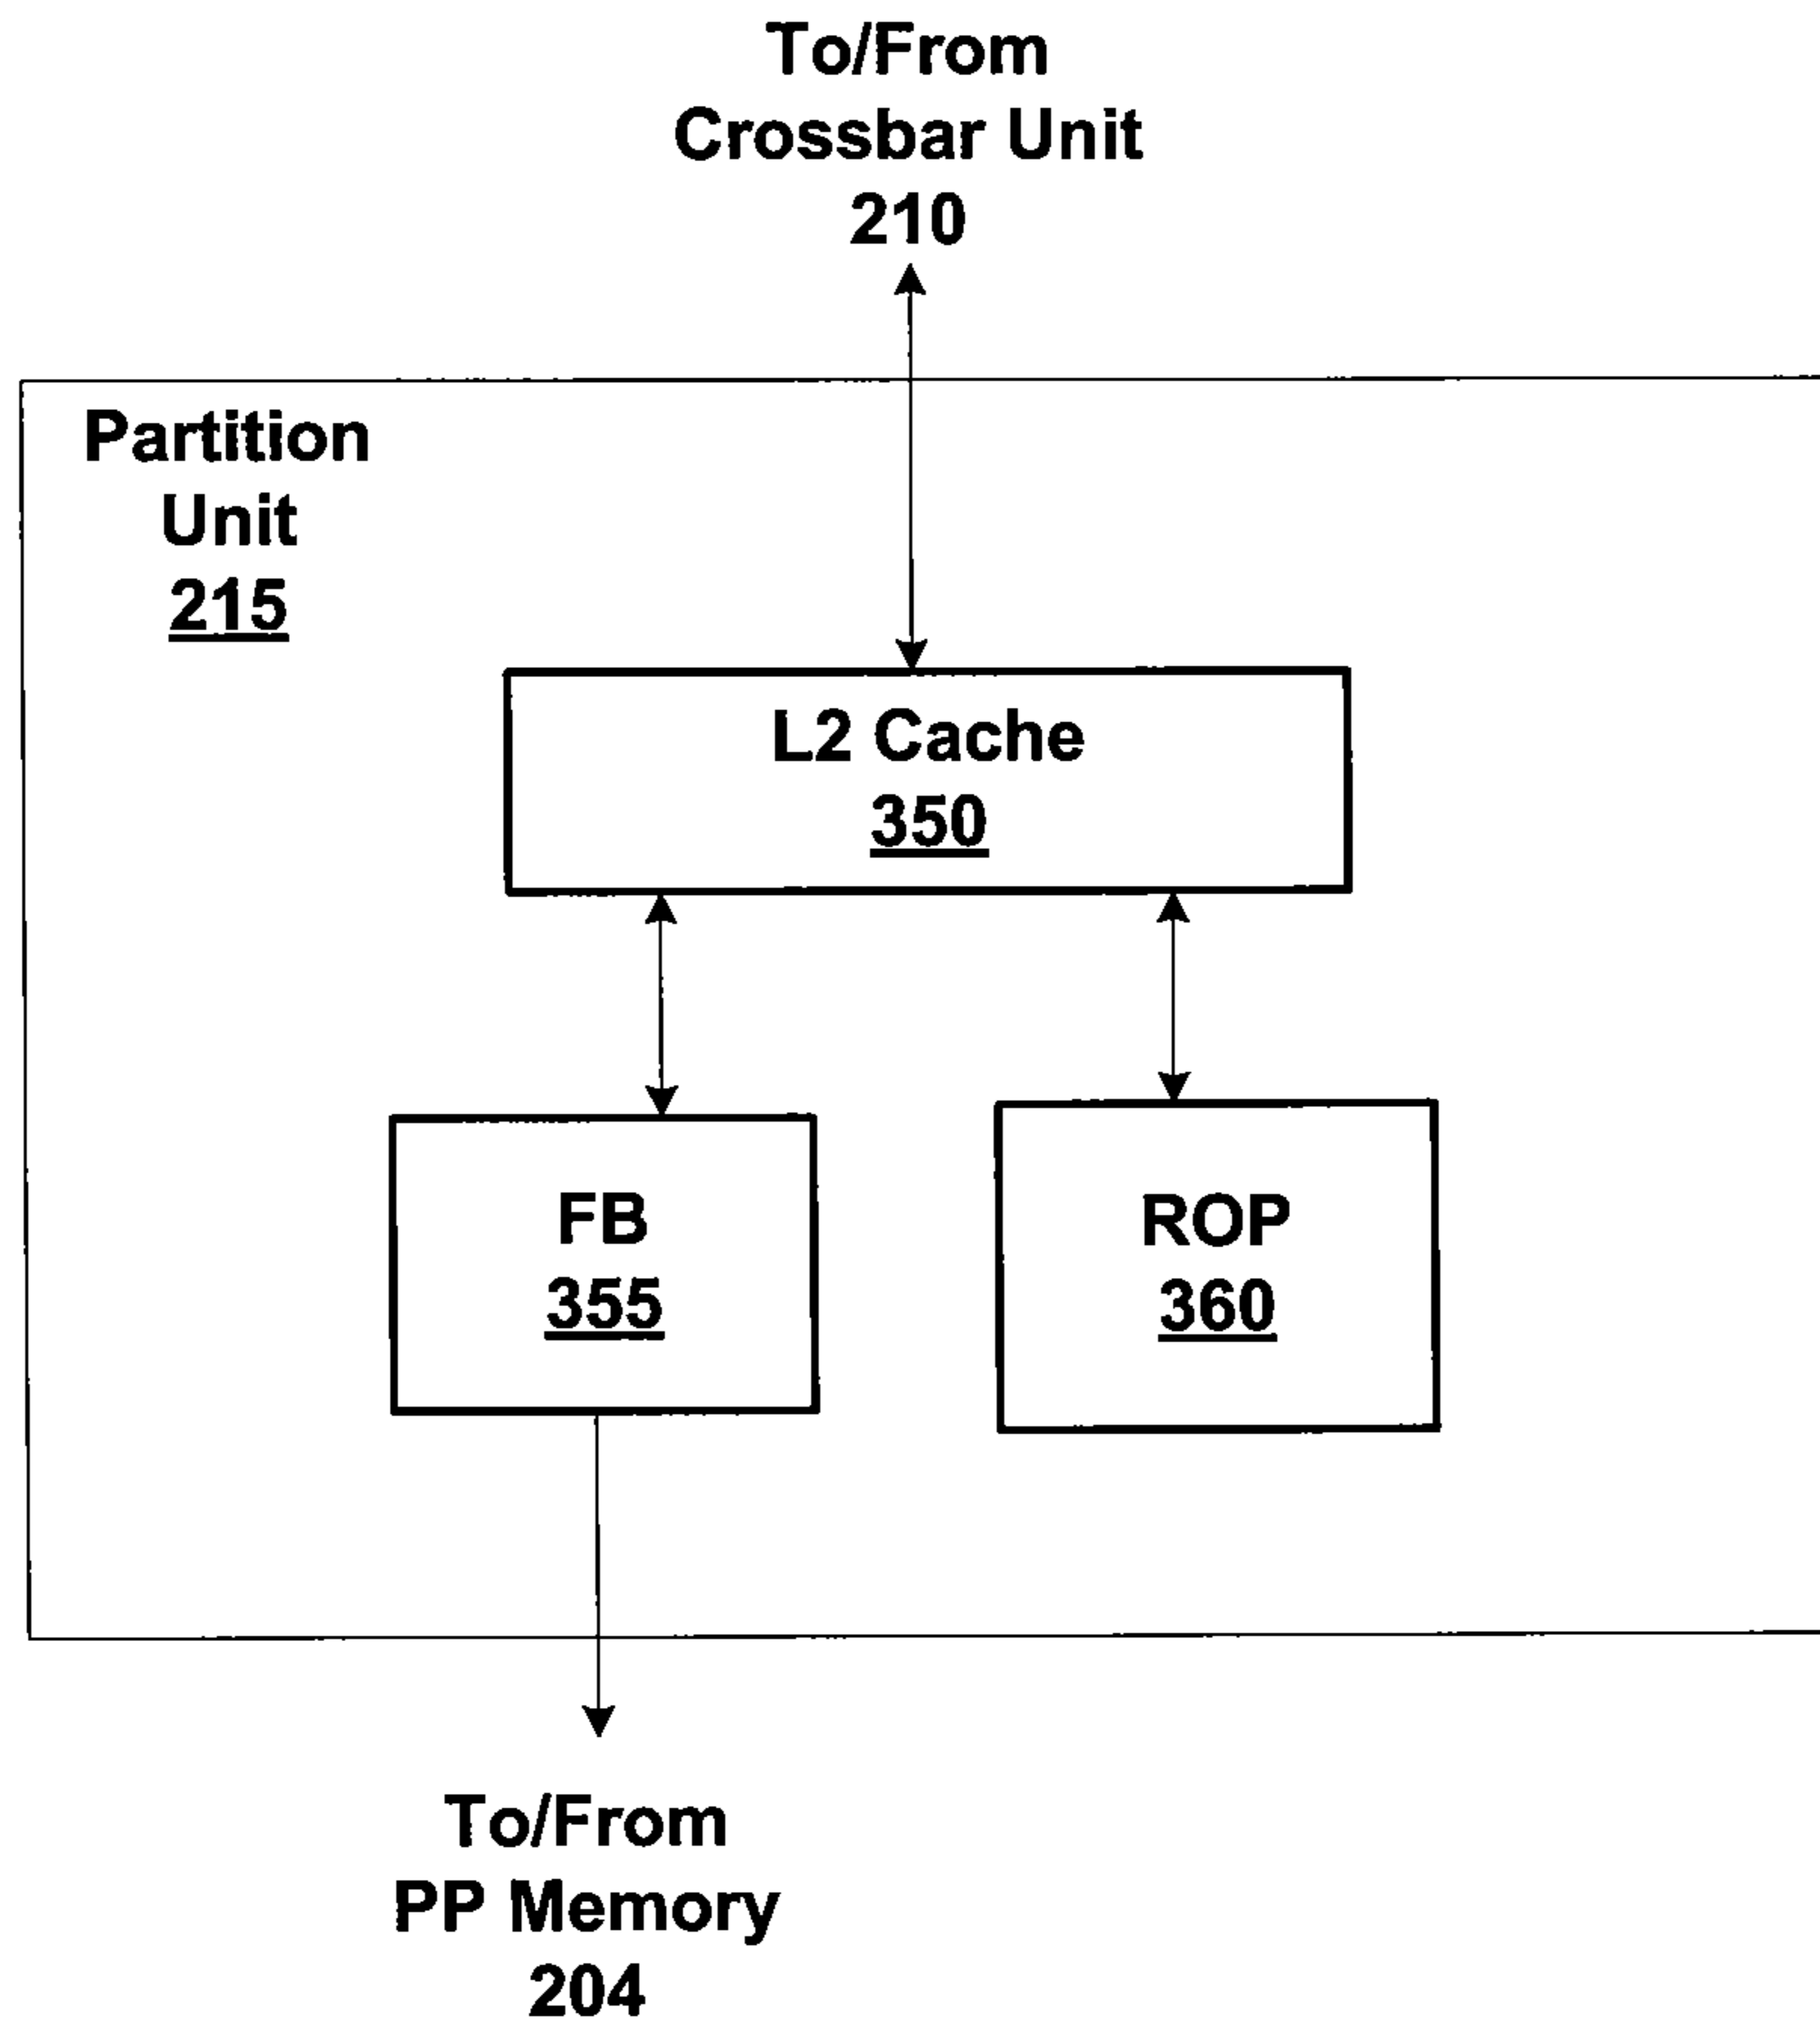 To/From
Crossbar Unit
210
Partition
Unit
215
L2 Cache
350
FB
355
ROP
360
To/From
PP Memory
204